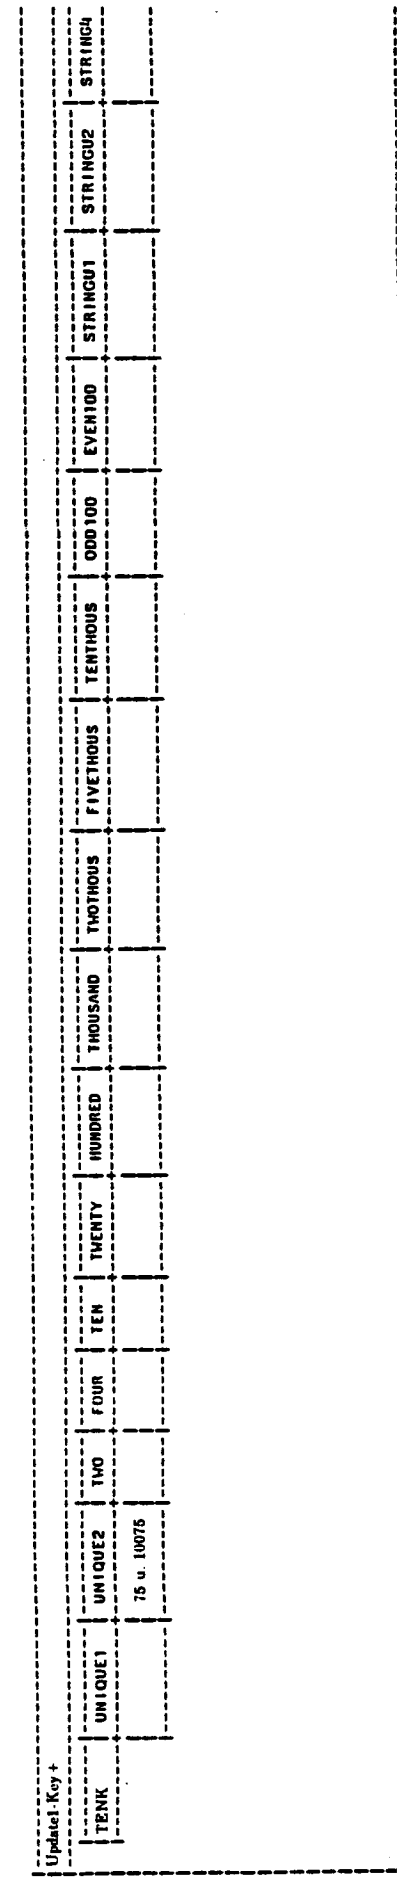 Update1-Key +
TENK | UNIQUE1 | UNIQUE2 | TWO | FOUR | TEN | TWENTY | HUNDRED | THOUSAND | TWOTHOUS | FIVETHOUS | TENTHOUS | ODD100 | EVEN100 | STRINGU1 | STRINGU2 | STRING4
75 u. 10075